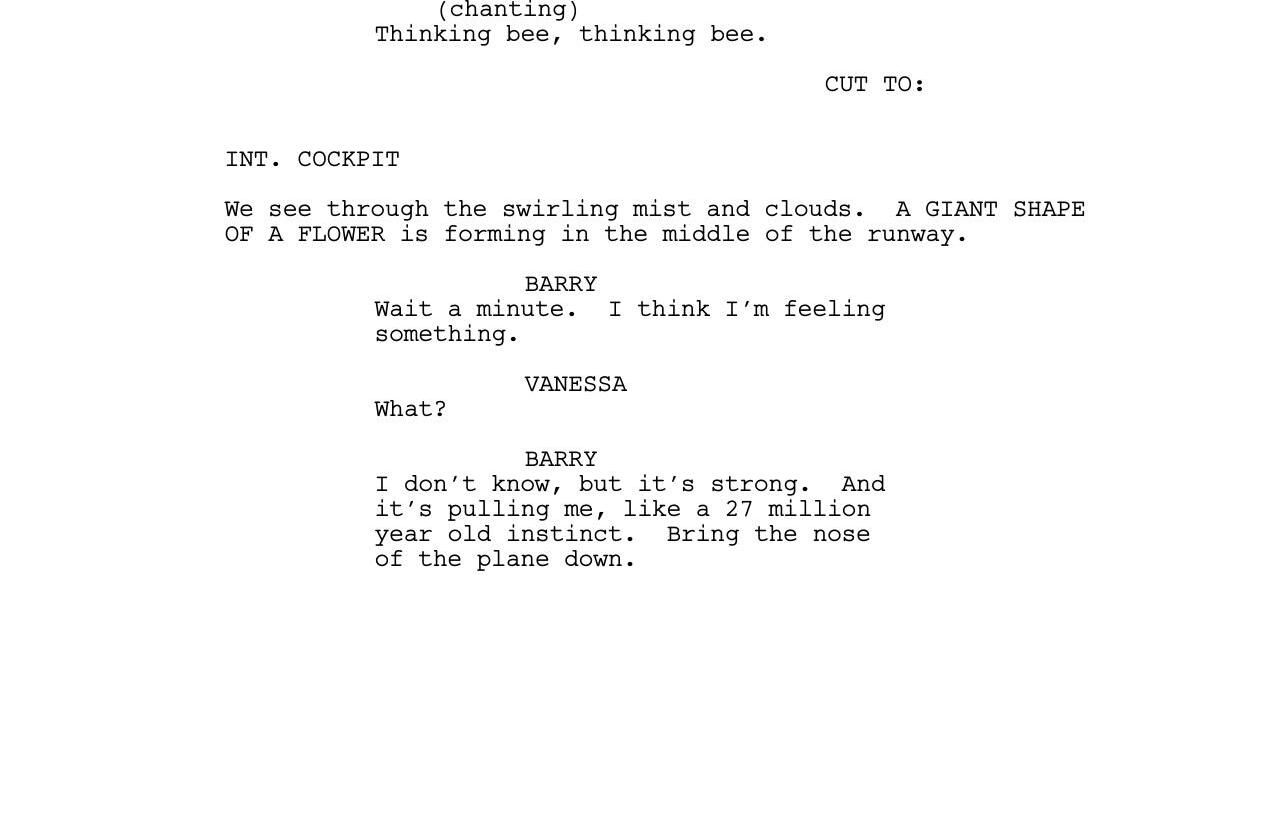 (chanting)
Thinking bee, thinking bee.
CUT TO:
INT. COCKPIT
We see through the swirling mist and clouds.  A GIANT SHAPE
OF A FLOWER is forming in the middle of the runway.
BARRY
Wait a minute.  I think I’m feeling
something.
VANESSA
What?
BARRY
I don’t know, but it’s strong.  And
it’s pulling me, like a 27 million
year old instinct.  Bring the nose
of the plane down.